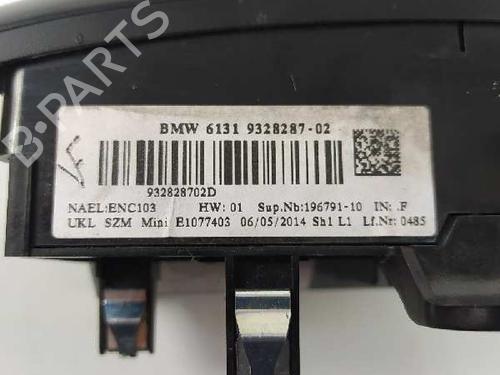 B-PARTS
BMW 6131 9328287-02
VF
932828702D
NAEL:ENC103 HW: 01 Sup.Nb:196791-10 IN: .F
UKL SZM Mini E1077403 06/05/2014 Sh1 L1 Lf.Nr: 0485